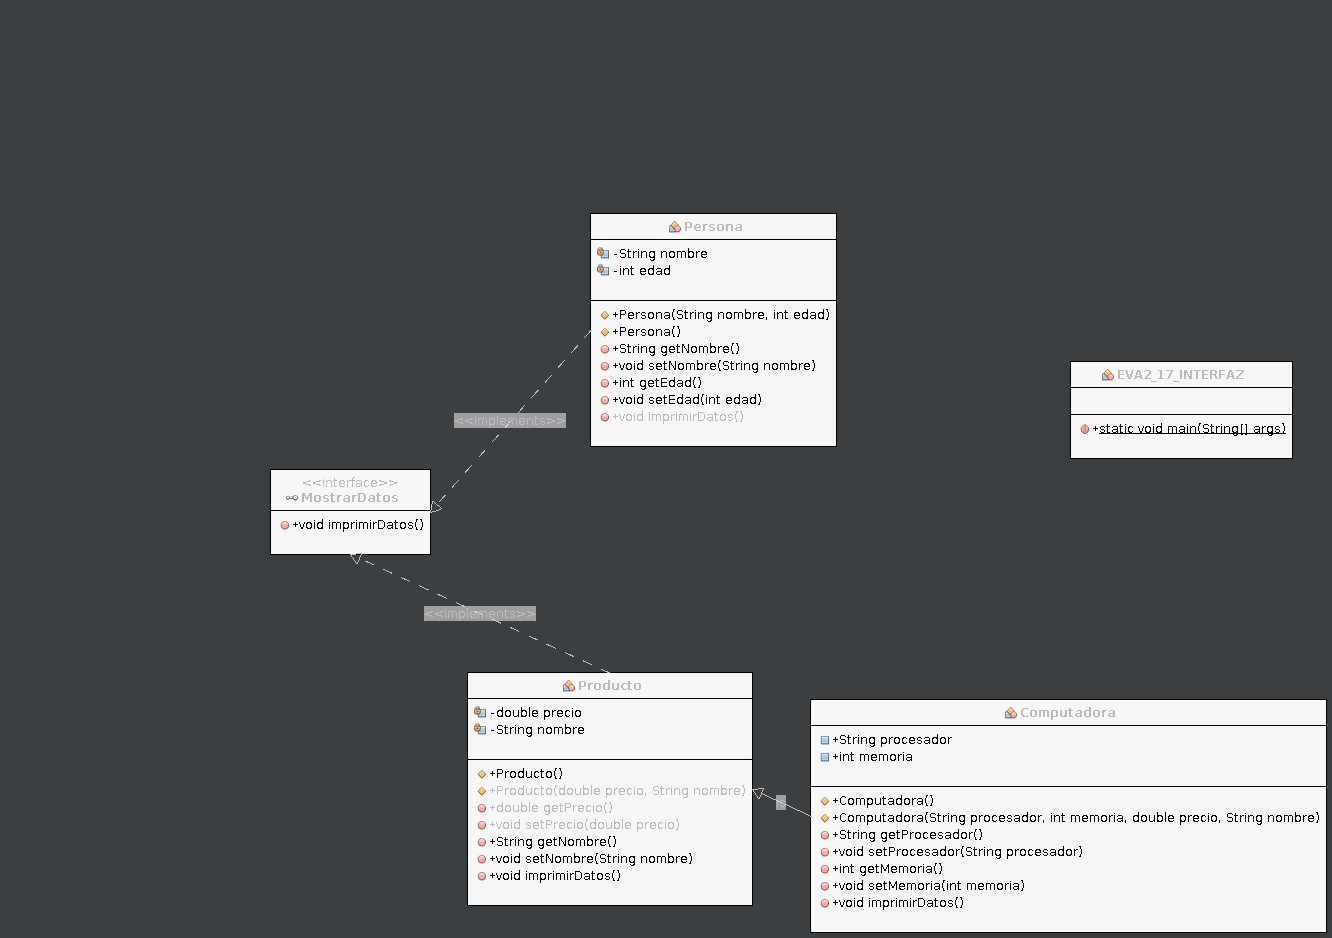 Persona
-String nombre
-int edad
+Persona(String nombre, int edad)
+Persona()
+String getNombre()
+void setNombre(String nombre)
+int getEdad()
+void setEdad(int edad)
+void imprimirDatos()
EVA2_17_INTERFAZ
+static void main(String[] args)
<<implements>>
<<interface>>
MostrarDatos
+void imprimirDatos()
<<implements>>
Producto
-double precio
-String nombre
+Producto()
+Producto(double precio, String nombre)
+double getPrecio()
+void setPrecio(double precio)
+String getNombre()
+void setNombre(String nombre)
+void imprimirDatos()
Computadora
+String procesador
+int memoria
+Computadora()
+Computadora(String procesador, int memoria, double precio, String nombre)
+String getProcesador()
+void setProcesador(String procesador)
+int getMemoria()
+void setMemoria(int memoria)
+void imprimirDatos()